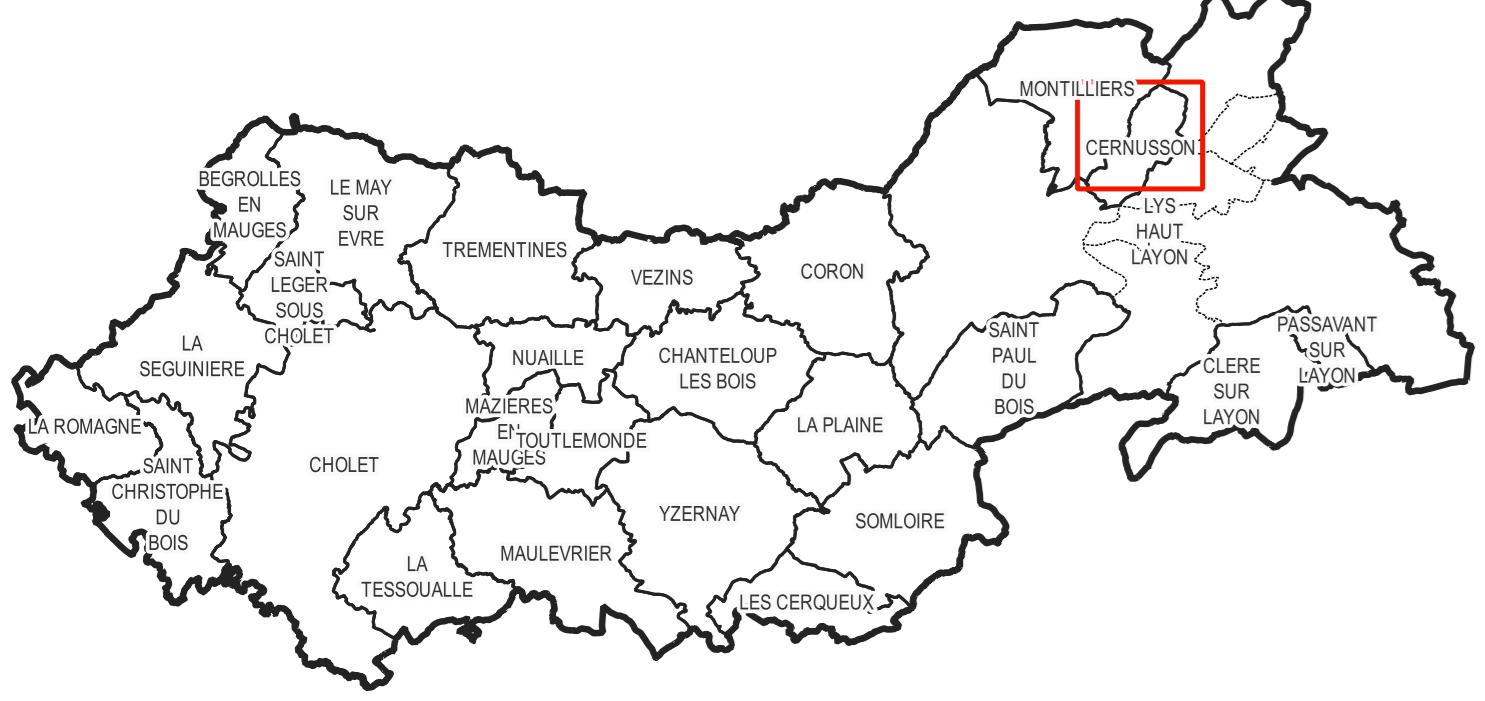 MONTILLIERS
CERNUSSON
BEGROLLES
EN
MAUGES
LE MAY
SUR
EVRE
TREMENTINES
SAINT
LEGER
SOUS
CHOLET
VEZINS
CORON
LYS
HAUT
LAYON
LA
SEGUINIERE
NUAILLE
CHANTELOUP
LES BOIS
SAINT
PAUL
DU
BOIS
PASSAVANT
SUR
LAYON
CLERE
SUR
LAYON
LA ROMAGNE
MAZIERES
EN
MAUGES
TOUTLEMONDE
LA PLAINE
CHOLET
SAINT
CHRISTOPHE
DU
BOIS
YZERNAY
SOMLOIRE
MAULEVRIER
LA
TESSOUALLE
LES CERQUEUX